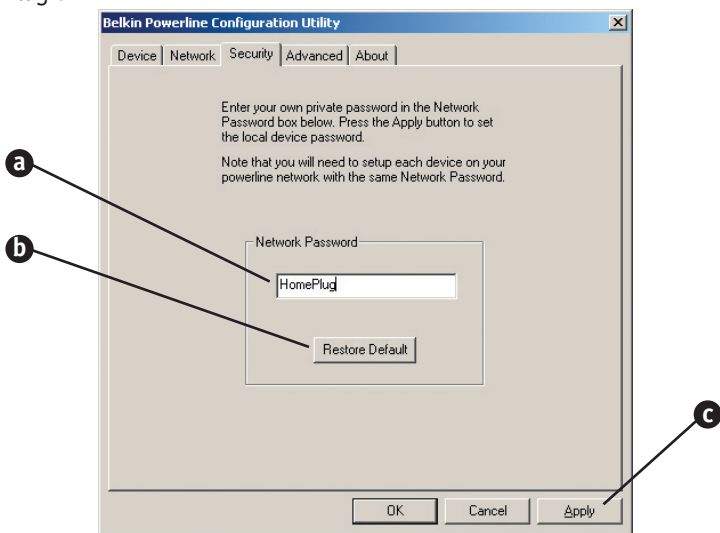 Belkin Powerline Configuration Utility
Device Network Security Advanced About
Enter your own private password in the Network
Password box below. Press the Apply button to set
the local device password.
Note that you will need to setup each device on your
powerline network with the same Network Password.
a
b
Network Password
HomePlug
Restore Default
c
OK Cancel Apply